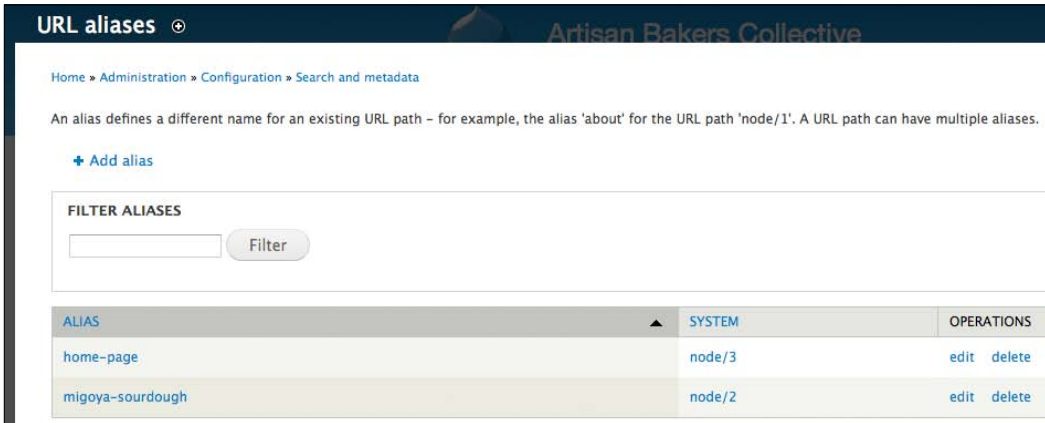 URL aliases
Artisan Bakers Collective
Home » Administration » Configuration » Search and metadata
An alias defines a different name for an existing URL path – for example, the alias 'about' for the URL path 'node/1'. A URL path can have multiple aliases.
+ Add alias
FILTER ALIASES
Filter
ALIAS SYSTEM OPERATIONS
home-page node/3 edit delete
migoya-sourdough node/2 edit delete